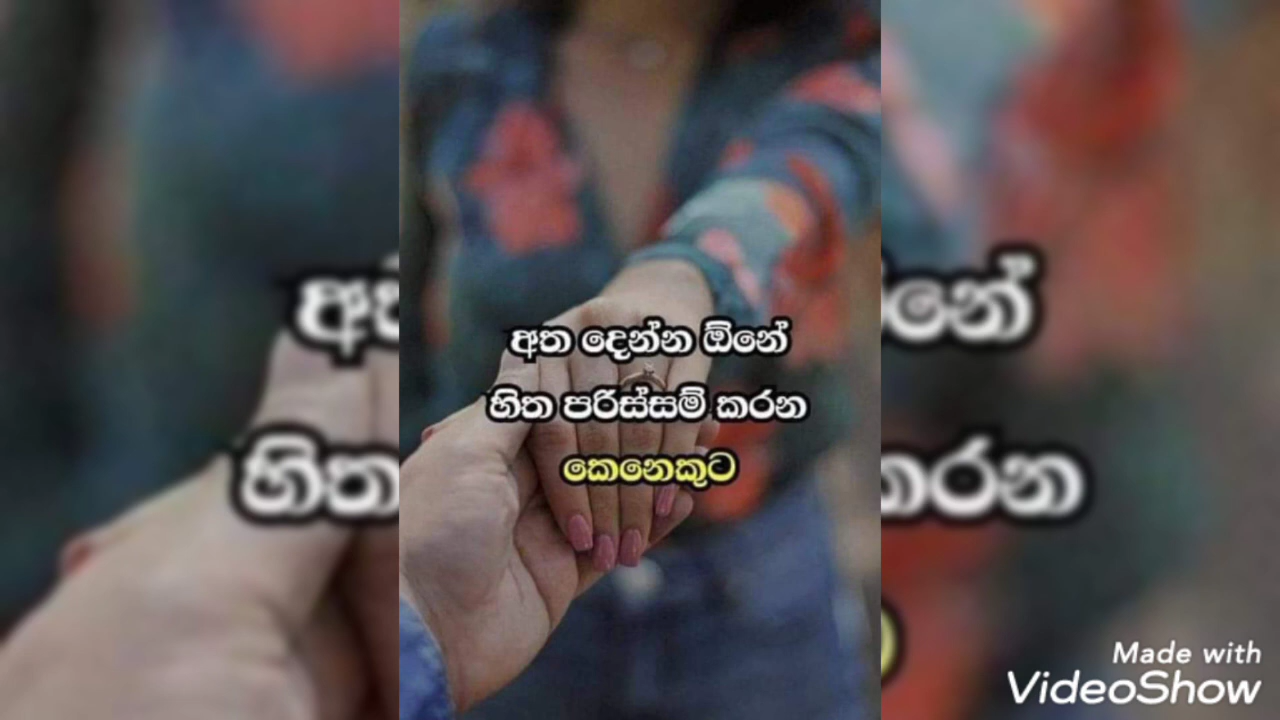 අත දෙන්න ඕනේ
හිත පරිස්සම් කරන
කෙනෙකුට
Made with
VideoShow